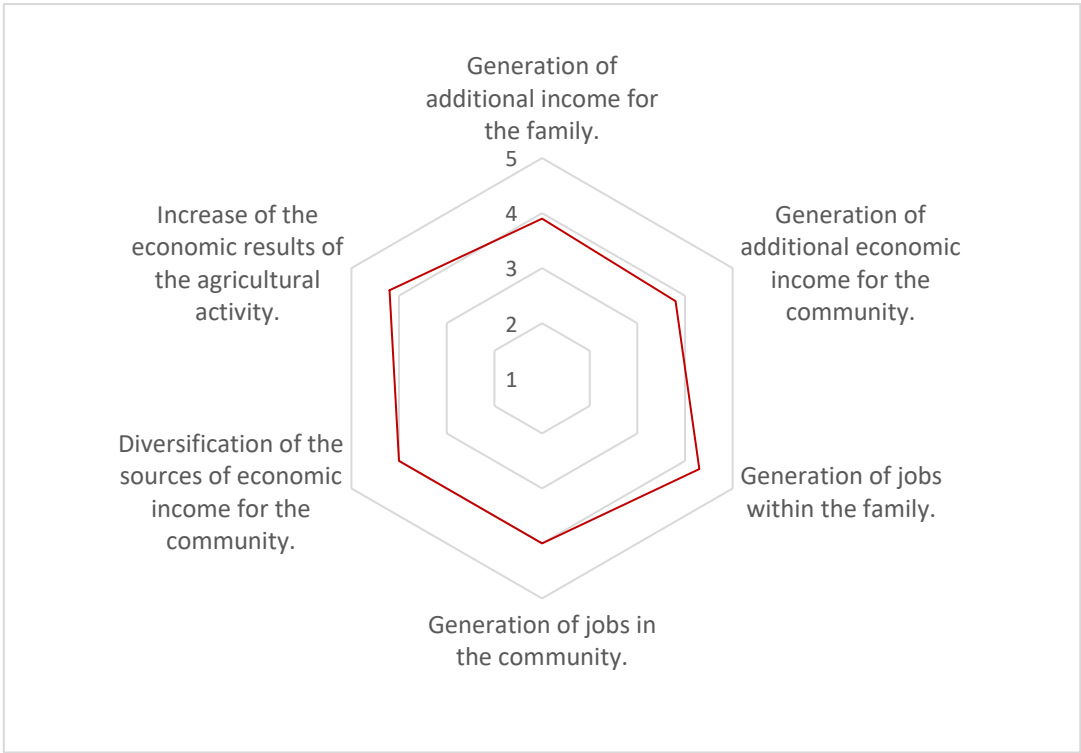 Generation of
additional income for
the family.
5
4
3
2
1
Generation of
additional economic
income for the
community.
Generation of jobs
within the family.
Generation of jobs in
the community.
Diversification of the
sources of economic
income for the
community.
Increase of the
economic results of
the agricultural
activity.